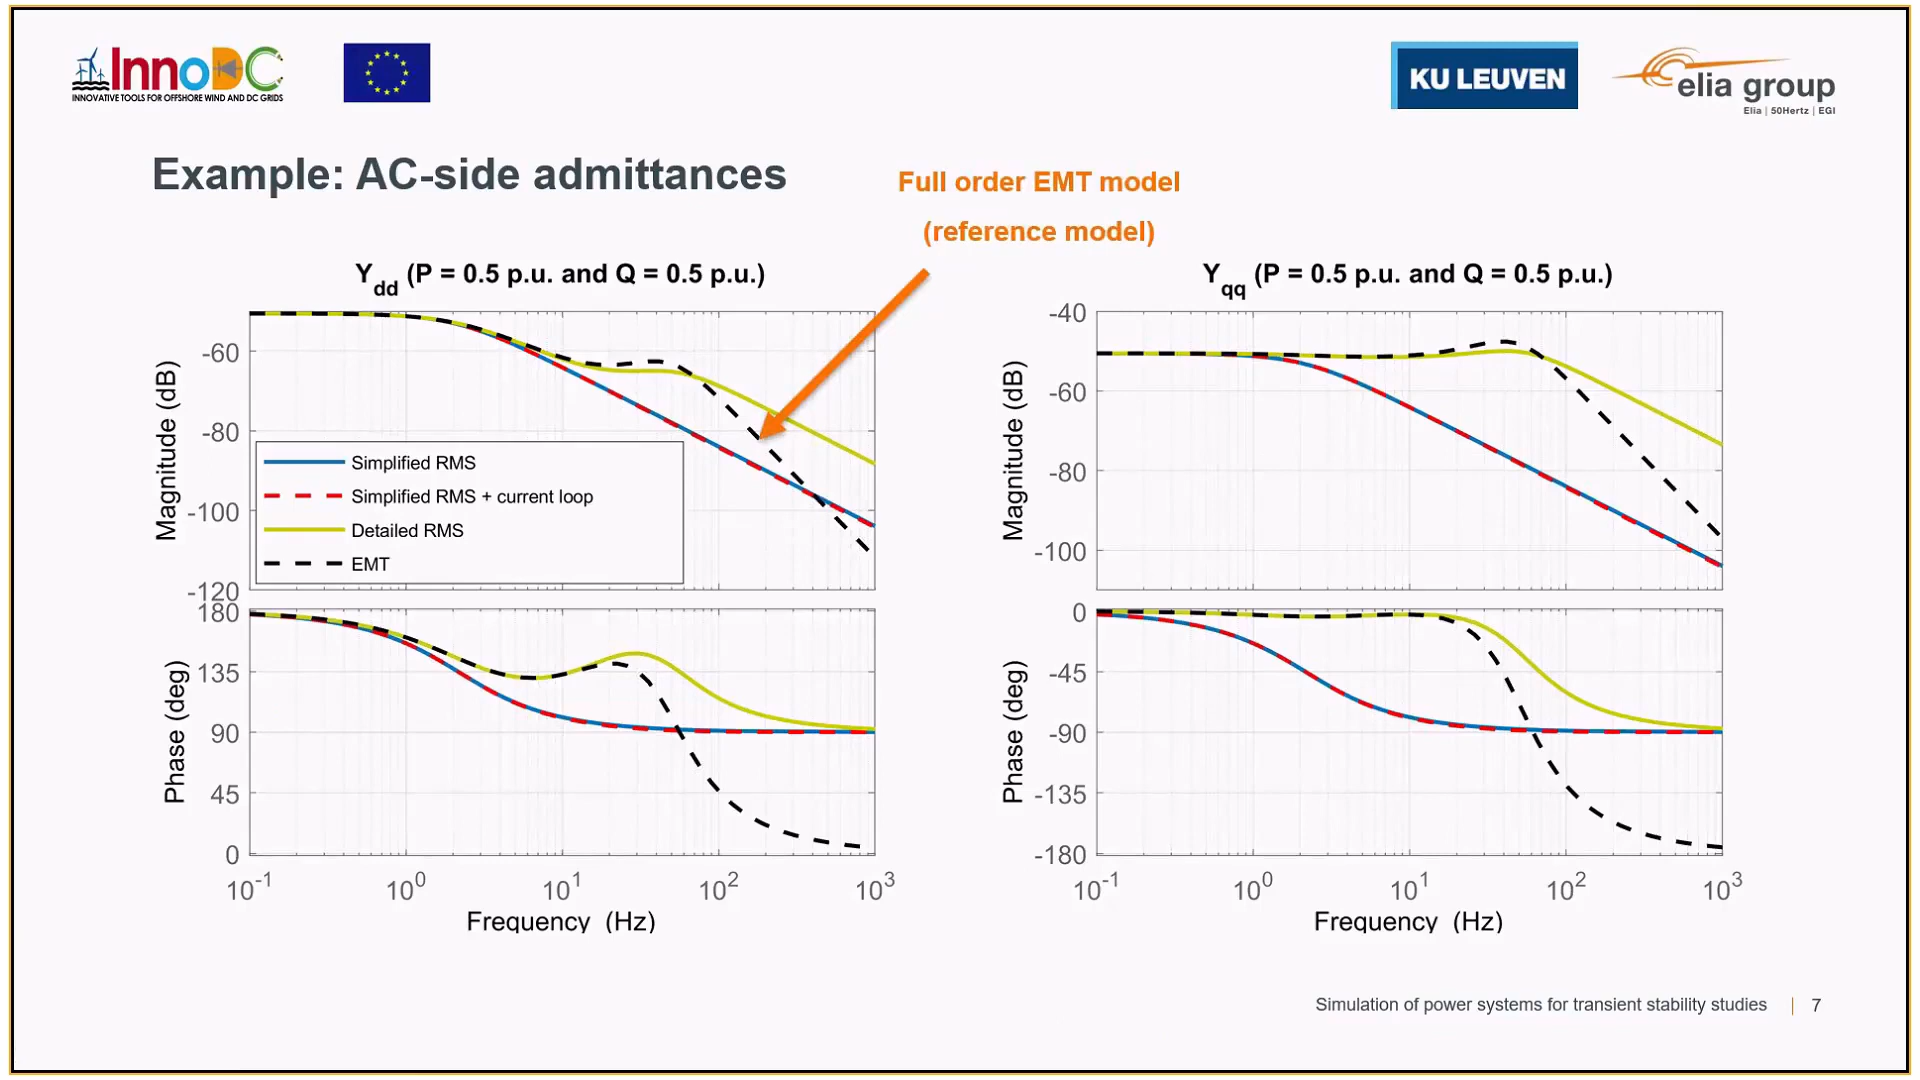 InnoDC
INNOVATIVE TOOLS FOR OFFSHORE WIND AND DC GRIDS
KU LEUVEN
elia group
Elia | 50Hertz | EGI
Example: AC-side admittances
Full order EMT model
(reference model)
Ydd (P = 0.5 p.u. and Q = 0.5 p.u.)
Magnitude (dB)
-60
-80
-100
-120
Simplified RMS
Simplified RMS + current loop
Detailed RMS
EMT
Phase (deg)
180
135
90
45
0
10-1 100 101 102 103
Frequency (Hz)
Yqq (P = 0.5 p.u. and Q = 0.5 p.u.)
Magnitude (dB)
-40
-60
-80
-100
Phase (deg)
0
-45
-90
-135
-180
10-1 100 101 102 103
Frequency (Hz)
Simulation of power systems for transient stability studies | 7